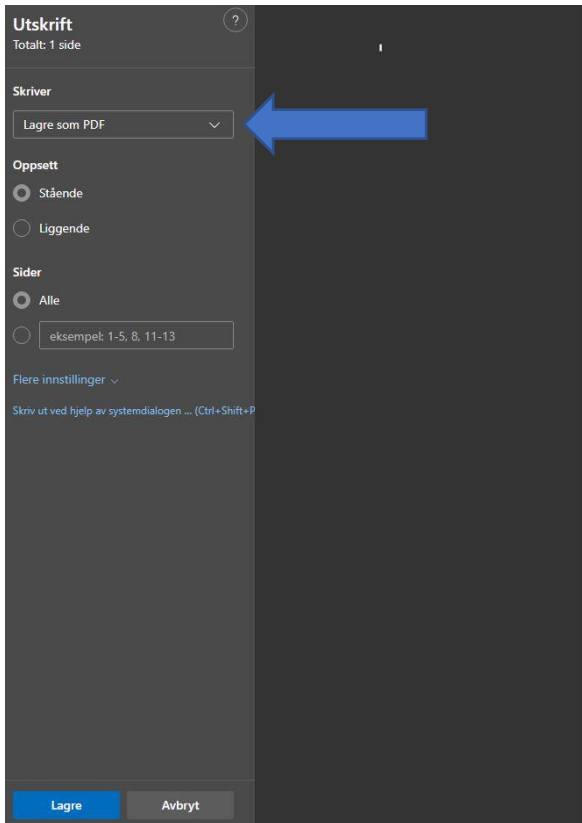 Utskrift
?
Totalt: 1 side
Skriver
Lagre som PDF
Oppsett
Stående
Liggende
Sider
Alle
eksempel: 1-5, 8, 11-13
Flere innstillinger
Skriv ut ved hjelp av systemdialogen ... (Ctrl+Shift+P
Lagre
Avbryt